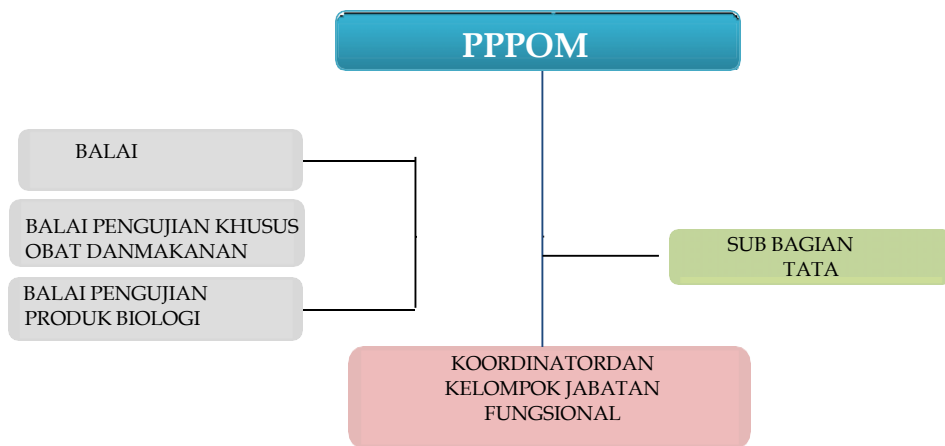 PPPOM
BALAI
BALAI PENGUJIAN KHUSUS
OBAT DANMAKANAN
BALAI PENGUJIAN
PRODUK BIOLOGI
SUB BAGIAN
TATA
KOORDINATORDAN
KELOMPOK JABATAN
FUNGSIONAL